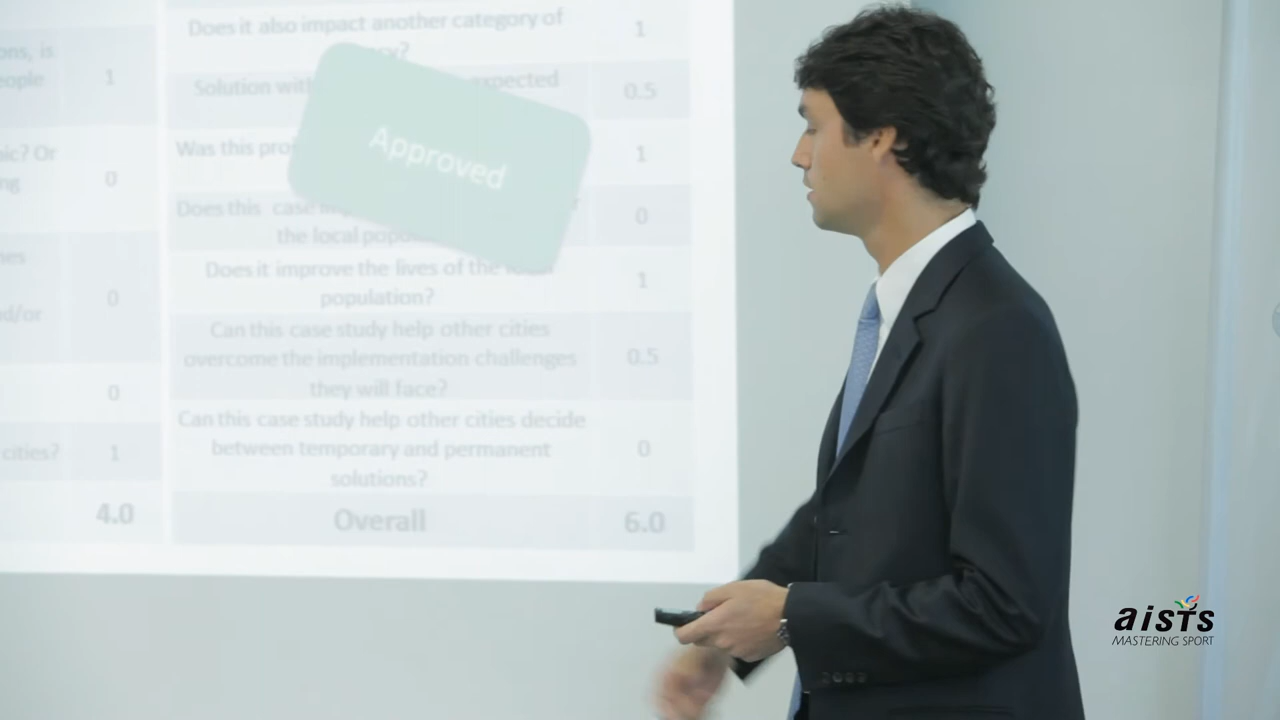 ons, is
eople
1
nic? Or
ng
0
ses
nd/or
0
0
cities?
1
4.0
Does it also impact another category of
1
Solution with
expected
0.5
Was this
1
Does this case
the local
0
Does it improve the lives of the local
population?
1
Can this case study help other cities
overcome the implementation challenges
they will face?
0.5
Can this case study help other cities decide
between temporary and permanent
solutions?
0
Overall
6.0
Approved
aisTs
MASTERING SPORT